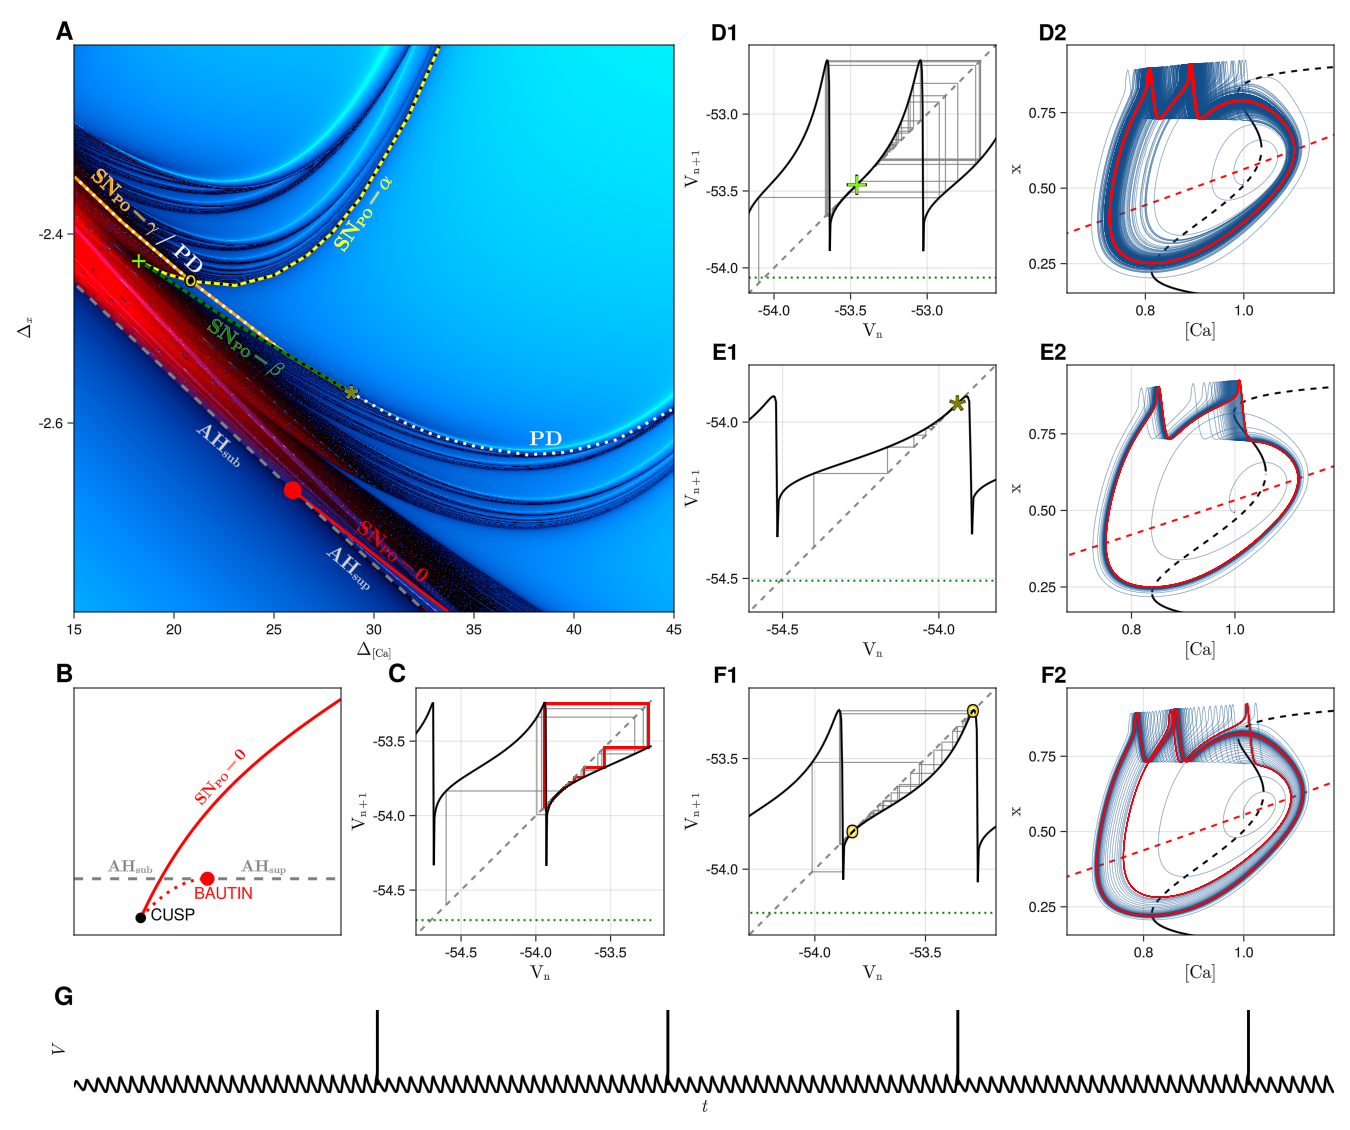 A
SN_PO − γ / PD
SN_PO − α
SN_PO − β
PD
AH_sub
AH_sup
SN_PO − 0
-2.4
-2.6
Δ_x
15 20 25 30 35 40 45
Δ_[Ca]
B
SN_PO − 0
AH_sub
AH_sup
BAUTIN
CUSP
C
-53.5
-54.0
-54.5
V_n+1
-54.5 -54.0 -53.5
V_n
D1
-53.0
-53.5
-54.0
V_n+1
-54.0 -53.5 -53.0
V_n
D2
0.75
0.50
0.25
x
0.8 1.0
[Ca]
E1
-54.0
-54.5
V_n+1
-54.5 -54.0
V_n
E2
0.75
0.50
0.25
x
0.8 1.0
[Ca]
F1
-53.5
-54.0
V_n+1
-54.0 -53.5
V_n
F2
0.75
0.50
0.25
x
0.8 1.0
[Ca]
G
V
t